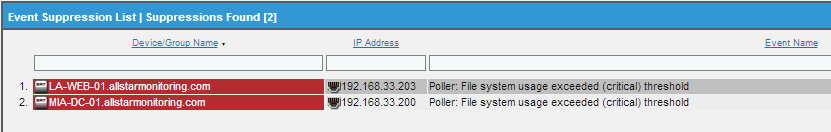 Event Suppression List | Suppressions Found [2]
Device/Group Name IP Address Event Name
1. LA-WEB-01.allstarmonitoring.com 192.168.33.203 Poller: File system usage exceeded (critical) threshold
2. MIA-DC-01.allstarmonitoring.com 192.168.33.200 Poller: File system usage exceeded (critical) threshold